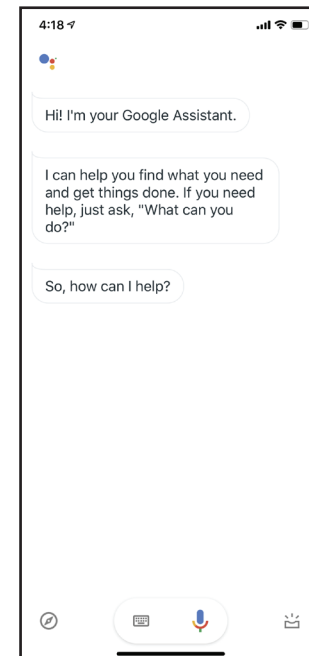 4:18
Hi! I'm your Google Assistant.
I can help you find what you need
and get things done. If you need
help, just ask, "What can you
do?"
So, how can I help?